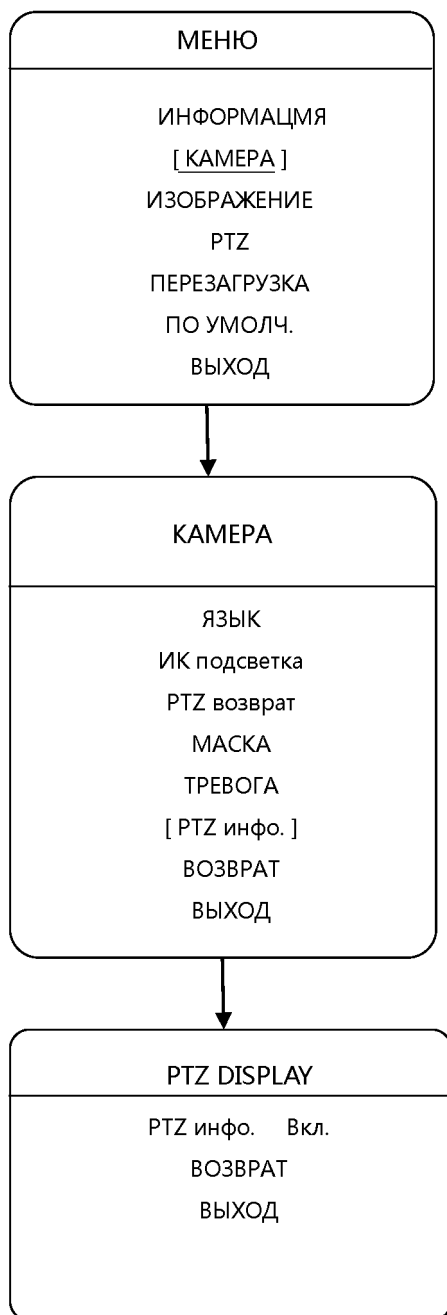 МЕНЮ
ИНФОРМАЦМЯ
[ КАМЕРА ]
ИЗОБРАЖЕНИЕ
PTZ
ПЕРЕЗАГРУЗКА
ПО УМОЛЧ.
ВЫХОД
КАМЕРА
ЯЗЫК
ИК подсветка
PTZ возврат
МАСКА
ТРЕВОГА
[ PTZ инфо. ]
ВОЗВРАТ
ВЫХОД
PTZ DISPLAY
PTZ инфо. Вкл.
ВОЗВРАТ
ВЫХОД